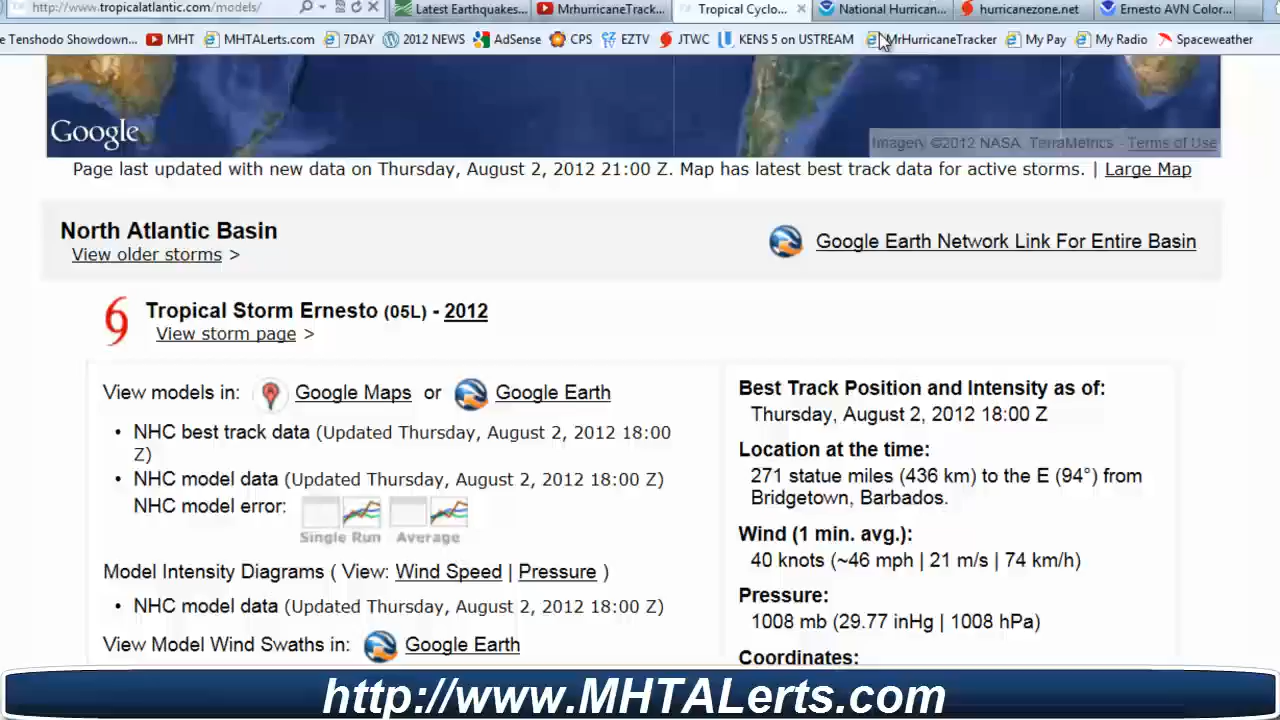 http://www.tropicalatlantic.com/models/
Latest Earthquakes...
MrhurricaneTrack...
Tropical Cyclo...
National Hurrican...
hurricanezone.net
Ernesto AVN Color...
e Tenshodo Showdown...
MHT
MHTALerts.com
7DAY
2012 NEWS
AdSense
CPS
EZTV
JTWC
KENS 5 on USTREAM
MrHurricaneTracker
My Pay
My Radio
Spaceweather
Google
Imagery ©2012 NASA, TerraMetrics - Terms of Use
Page last updated with new data on Thursday, August 2, 2012 21:00 Z. Map has latest best track data for active storms. | Large Map
North Atlantic Basin
View older storms >
Google Earth Network Link For Entire Basin
Tropical Storm Ernesto (05L) - 2012
View storm page >
View models in: Google Maps or Google Earth
• NHC best track data (Updated Thursday, August 2, 2012 18:00
Z)
• NHC model data (Updated Thursday, August 2, 2012 18:00 Z)
NHC model error:
Single Run Average
Model Intensity Diagrams ( View: Wind Speed | Pressure )
• NHC model data (Updated Thursday, August 2, 2012 18:00 Z)
View Model Wind Swaths in: Google Earth
Best Track Position and Intensity as of:
Thursday, August 2, 2012 18:00 Z
Location at the time:
271 statue miles (436 km) to the E (94°) from
Bridgetown, Barbados.
Wind (1 min. avg.):
40 knots (~46 mph | 21 m/s | 74 km/h)
Pressure:
1008 mb (29.77 inHg | 1008 hPa)
Coordinates:
http://www.MHTALerts.com